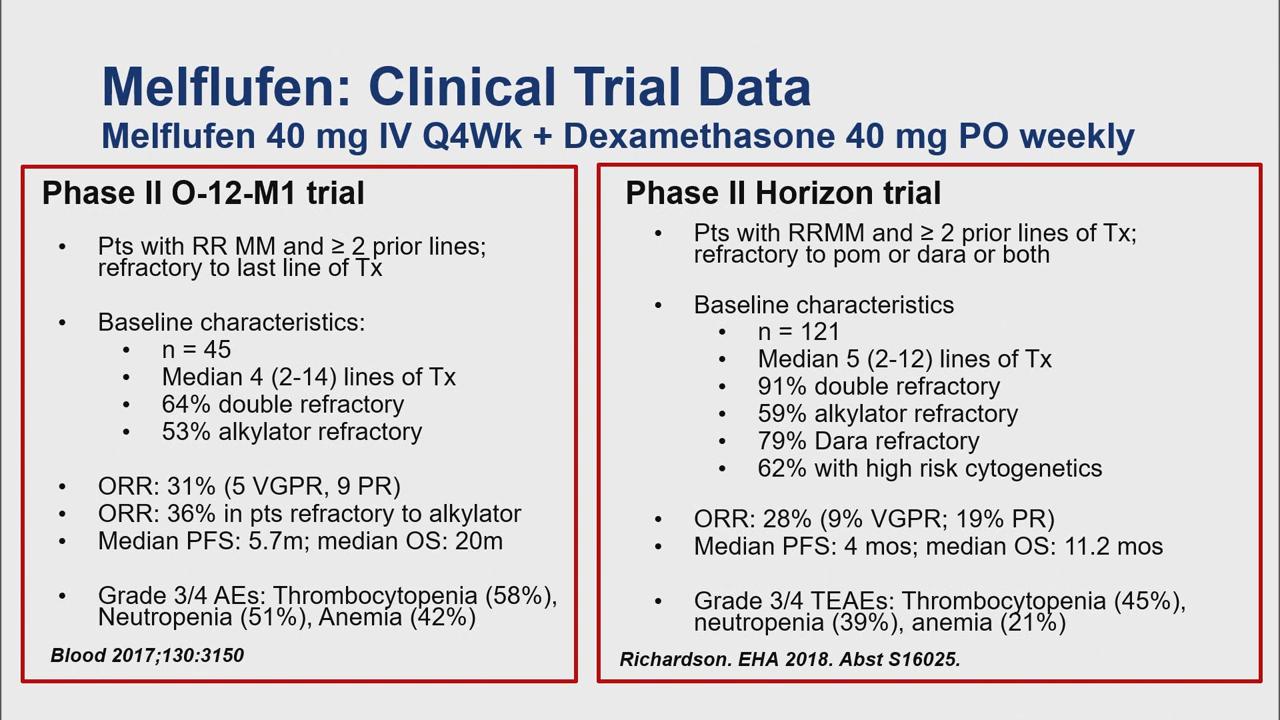 Melflufen: Clinical Trial Data
Melflufen 40 mg IV Q4Wk + Dexamethasone 40 mg PO weekly
Phase II O-12-M1 trial
• Pts with RR MM and ≥ 2 prior lines;
refractory to last line of Tx
• Baseline characteristics:
• n = 45
• Median 4 (2-14) lines of Tx
• 64% double refractory
• 53% alkylator refractory
• ORR: 31% (5 VGPR, 9 PR)
• ORR: 36% in pts refractory to alkylator
• Median PFS: 5.7m; median OS: 20m
• Grade 3/4 AEs: Thrombocytopenia (58%),
Neutropenia (51%), Anemia (42%)
Blood 2017;130:3150
Phase II Horizon trial
• Pts with RRMM and ≥ 2 prior lines of Tx;
refractory to pom or dara or both
• Baseline characteristics
• n = 121
• Median 5 (2-12) lines of Tx
• 91% double refractory
• 59% alkylator refractory
• 79% Dara refractory
• 62% with high risk cytogenetics
• ORR: 28% (9% VGPR; 19% PR)
• Median PFS: 4 mos; median OS: 11.2 mos
• Grade 3/4 TEAEs: Thrombocytopenia (45%),
neutropenia (39%), anemia (21%)
Richardson. EHA 2018. Abst S16025.